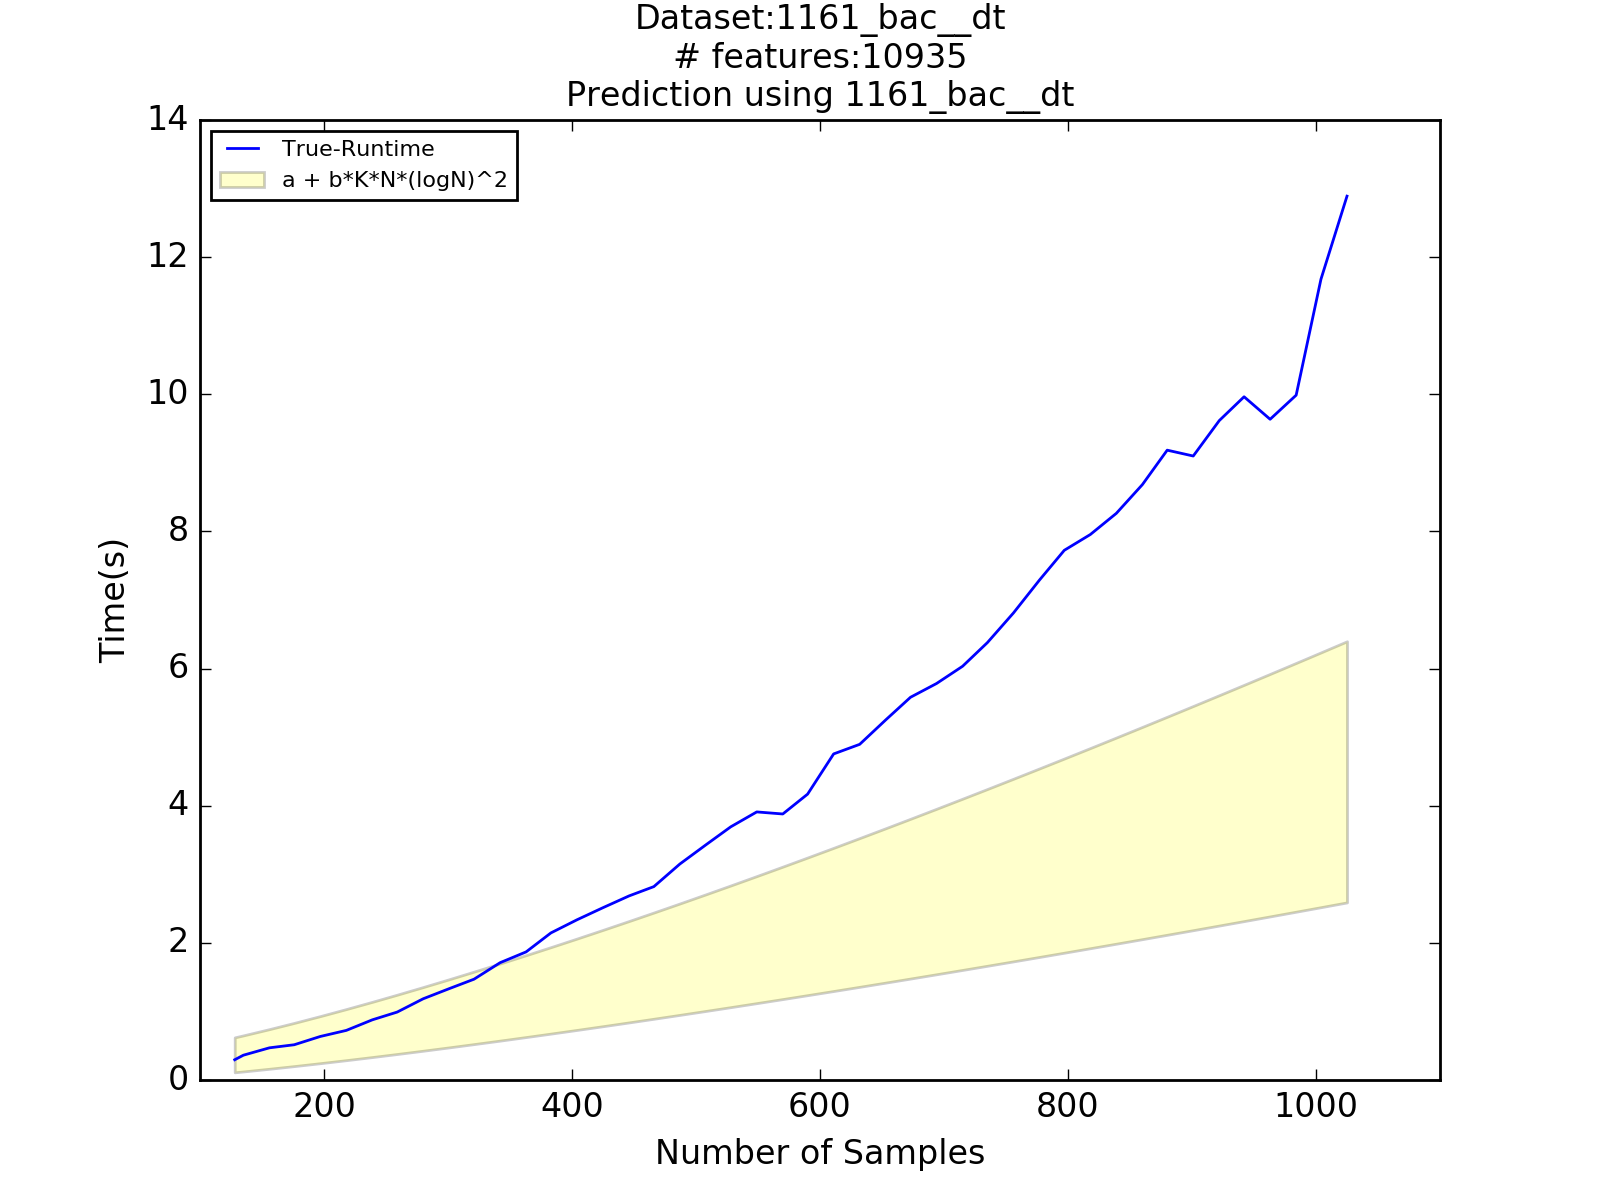 Dataset:1161_bac__dt
# features:10935
Prediction using 1161_bac__dt
True-Runtime
a + b*K*N*(logN)^2
14
12
10
8
6
4
2
0
Time(s)
200 400 600 800 1000
Number of Samples